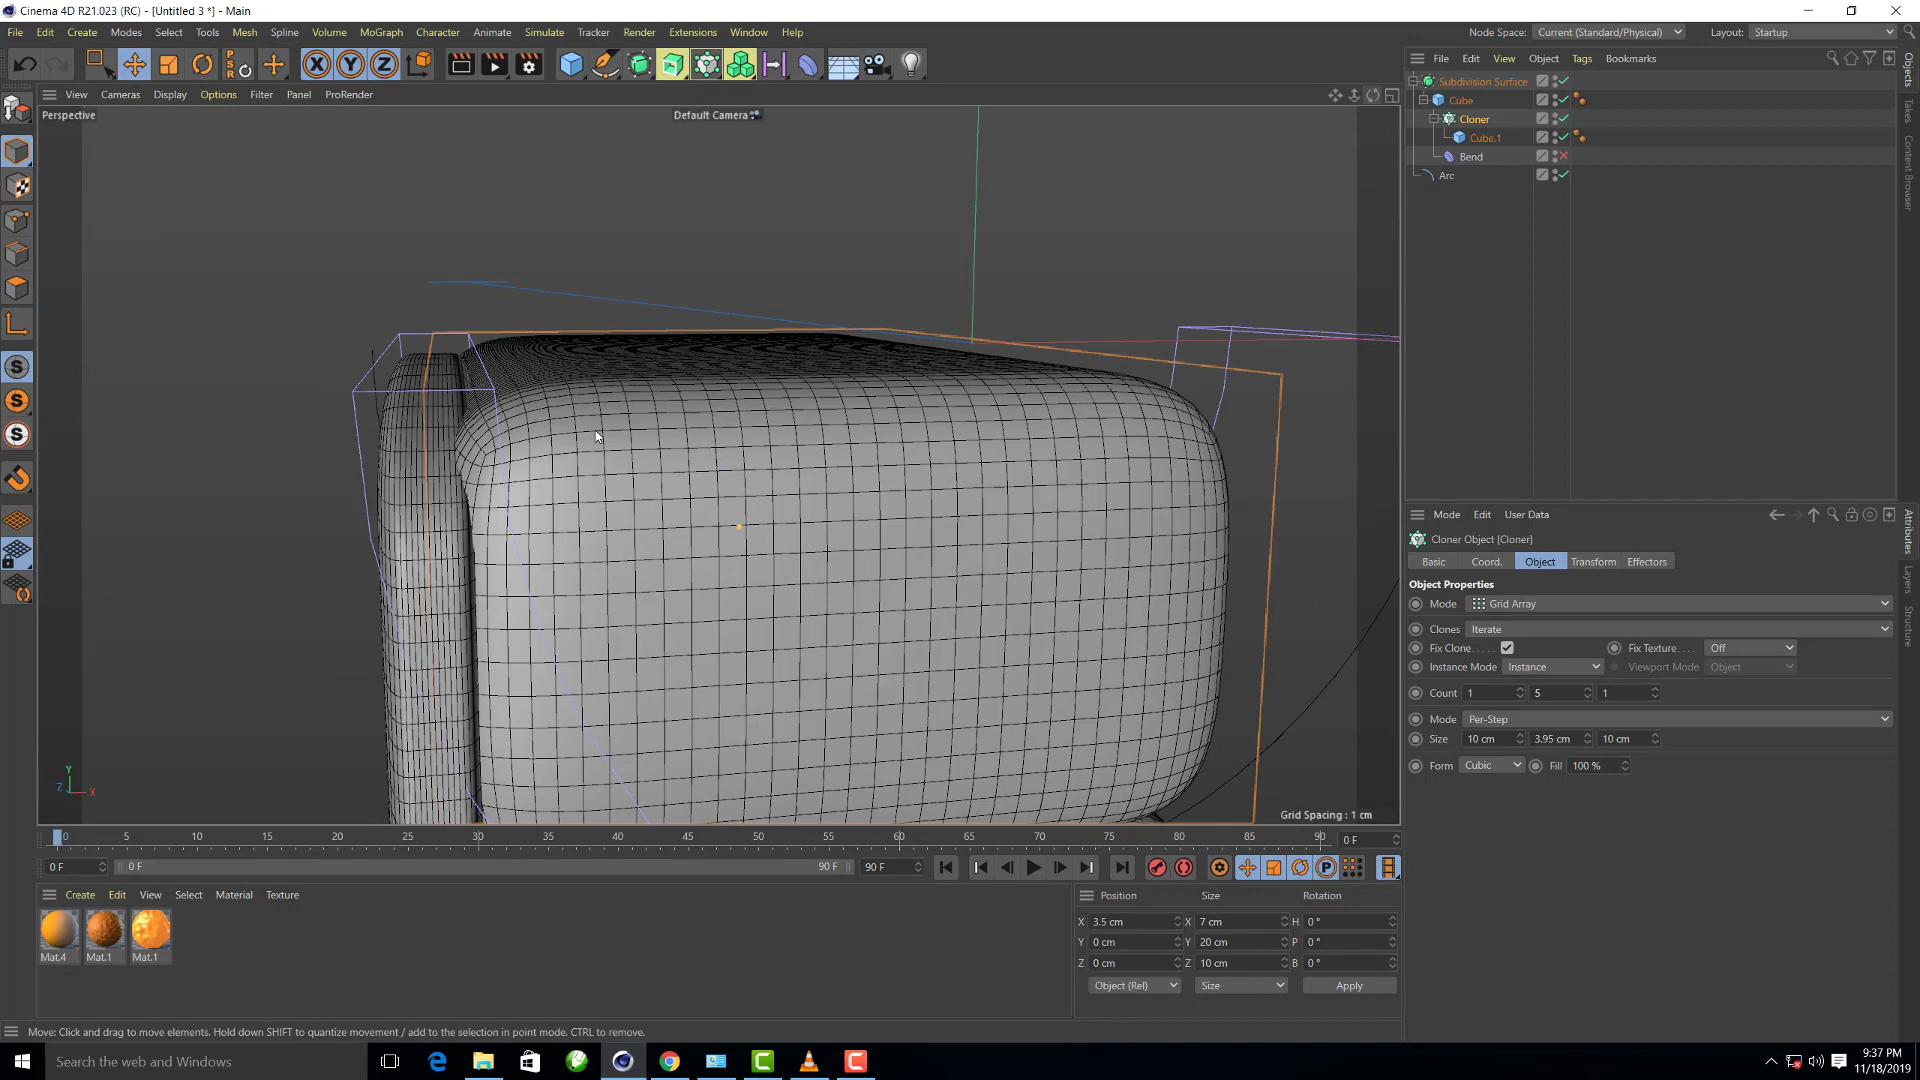 Cinema 4D R21.023 (RC) - [Untitled 3 *] - Main
File Edit Create Modes Select Tools Mesh Spline Volume MoGraph Character Animate Simulate Tracker Render Extensions Window Help
Node Space: Current (Standard/Physical) Layout: Startup
PSR
File Edit View Object Tags Bookmarks
View Cameras Display Options Filter Panel ProRender
Perspective
Default Camera
Subdivision Surface
Cube
Cloner
Cube.1
Bend
Arc
Objects
Takes
Content Browser
Mode Edit User Data
Cloner Object [Cloner]
Basic Coord. Object Transform Effectors
Object Properties
Mode Grid Array
Clones Iterate
Fix Clone..... Fix Texture..... Off
Instance Mode Instance Viewport Mode Object
Count 1 5 1
Mode Per-Step
Size 10 cm 3.95 cm 10 cm
Form Cubic Fill 100 %
Attributes
Layers
Structure
Y
Z X
Grid Spacing : 1 cm
0 5 10 15 20 25 30 35 40 45 50 55 60 65 70 75 80 85 90 0 F
0 F 0 F 90 F 90 F
Create Edit View Select Material Texture
Mat.4 Mat.1 Mat.1
Position Size Rotation
X 3.5 cm X 7 cm H 0 °
Y 0 cm Y 20 cm P 0 °
Z 0 cm Z 10 cm B 0 °
Object (Rel) Size Apply
Move: Click and drag to move elements. Hold down SHIFT to quantize movement / add to the selection in point mode, CTRL to remove.
Search the web and Windows
9:37 PM
11/18/2019